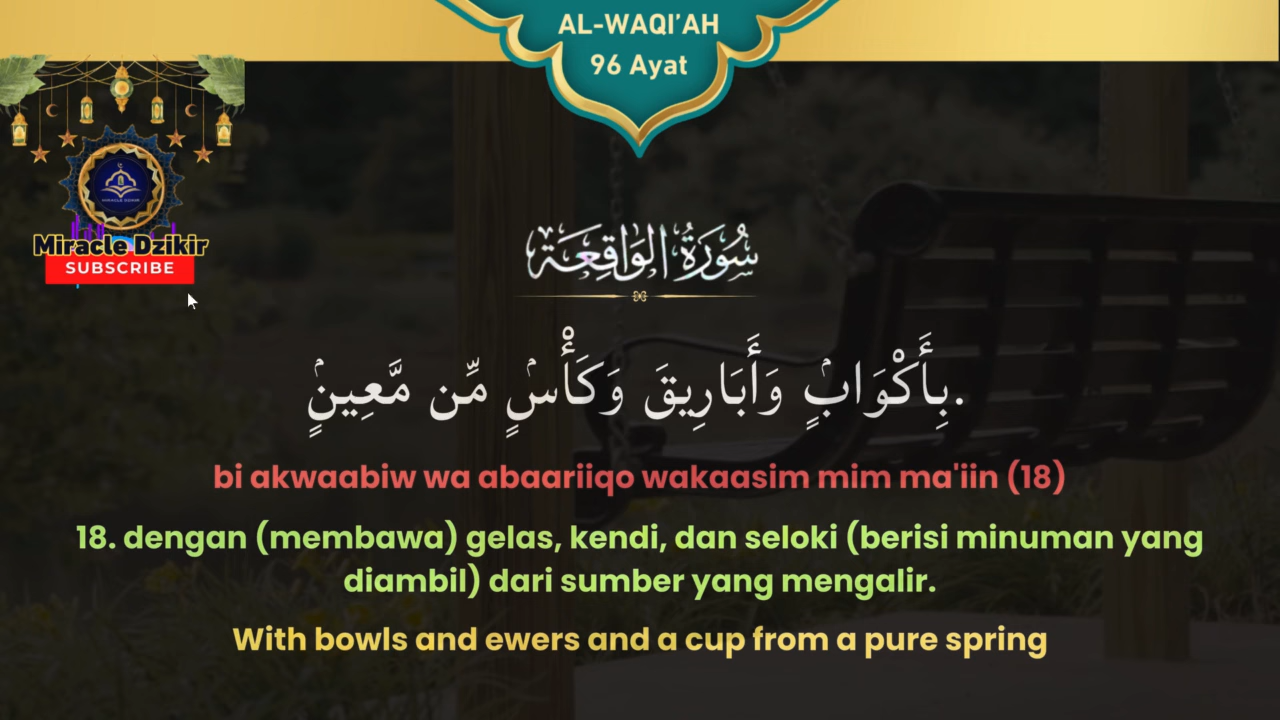 AL-WAQI’AH
96 Ayat
Miracle Dzikir
SUBSCRIBE
سُورَةُ الوَاقِعَة
.بِأَكْوَابٖ وَأَبَارِيقَ وَكَأۡسٖ مِّن مَّعِينٖ
bi akwaabiw wa abaariiqo wakaasim mim ma'iin (18)
18. dengan (membawa) gelas, kendi, dan seloki (berisi minuman yang
diambil) dari sumber yang mengalir.
With bowls and ewers and a cup from a pure spring